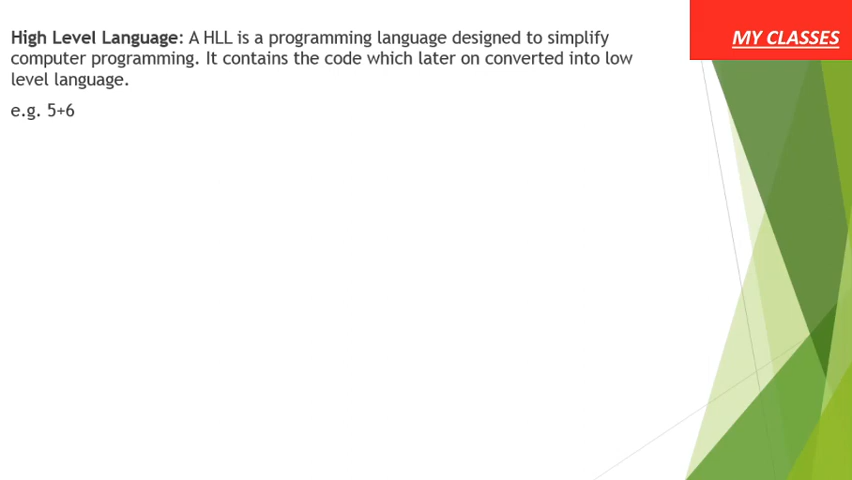 High Level Language: A HLL is a programming language designed to simplify
computer programming. It contains the code which later on converted into low
level language.
e.g. 5+6
MY CLASSES